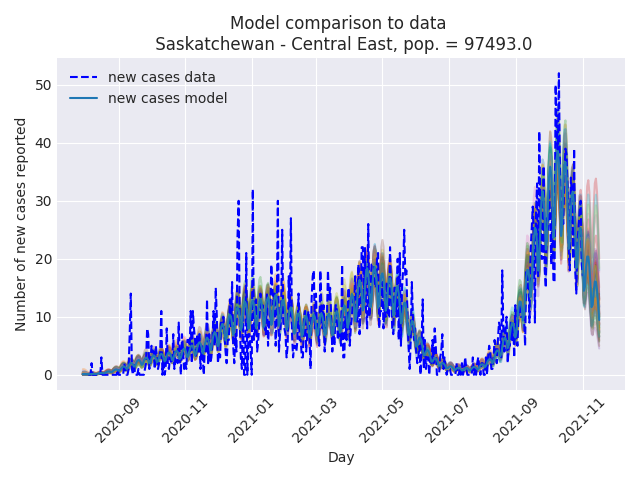 Model comparison to data
Saskatchewan - Central East, pop. = 97493.0
new cases data
new cases model
Number of new cases reported
50
40
30
20
10
0
2020-09
2020-11
2021-01
2021-03
2021-05
2021-07
2021-09
2021-11
Day